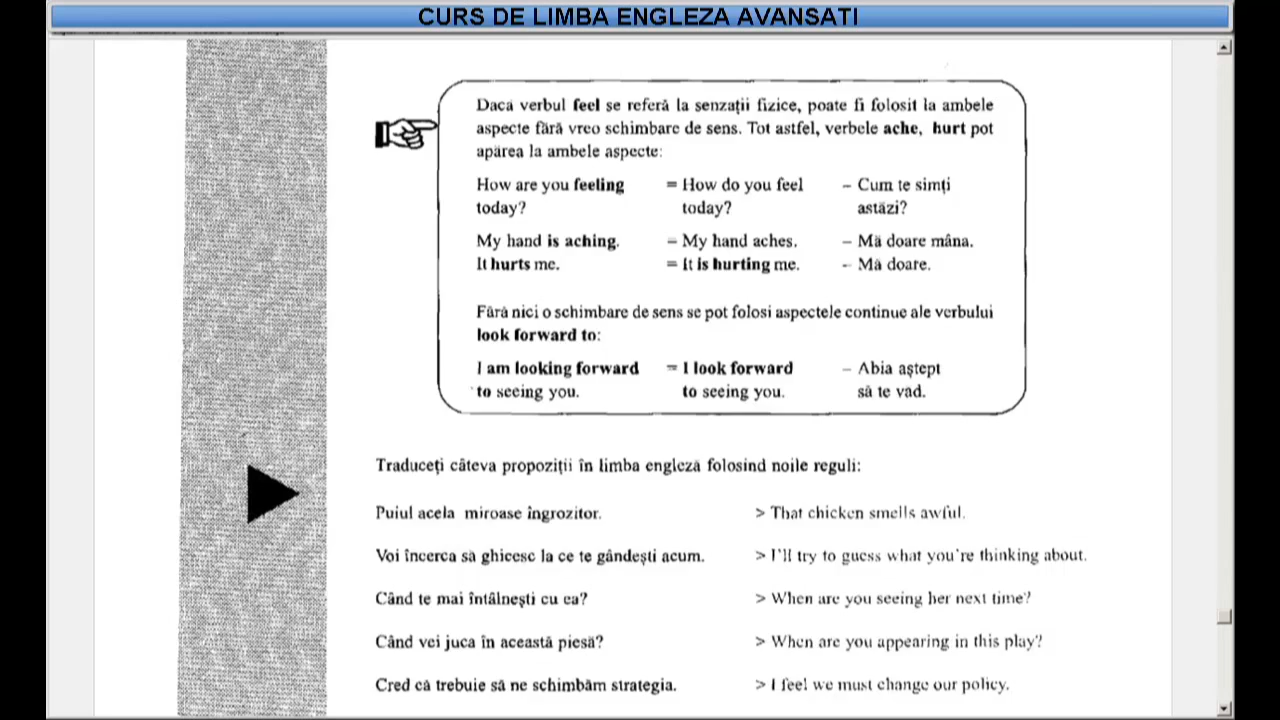 CURS DE LIMBA ENGLEZA AVANSATI
Dacă verbul feel se referă la senzații fizice, poate fi folosit la ambele
aspecte fără vreo schimbare de sens. Tot astfel, verbele ache, hurt pot
apărea la ambele aspecte:
How are you feeling = How do you feel – Cum te simți
today? today? astăzi?
My hand is aching. – My hand aches. – Mă doare mâna.
It hurts me. = It is hurting me. – Mă doare.
Fără nici o schimbare de sens se pot folosi aspectele continue ale verbului
look forward to:
I am looking forward = I look forward – Abia aștept
to seeing you. to seeing you. să te văd.
Traduceți câteva propoziții în limba engleză folosind noile reguli:
Puiul acela miroase îngrozitor. > That chicken smells awful.
Voi încerca să ghicesc la ce te gândești acum. > I'll try to guess what you're thinking about.
Când te mai întâlnești cu ea? > When are you seeing her next time?
Când vei juca în această piesă? > When are you appearing in this play?
Cred că trebuie să ne schimbăm strategia. > I feel we must change our policy.